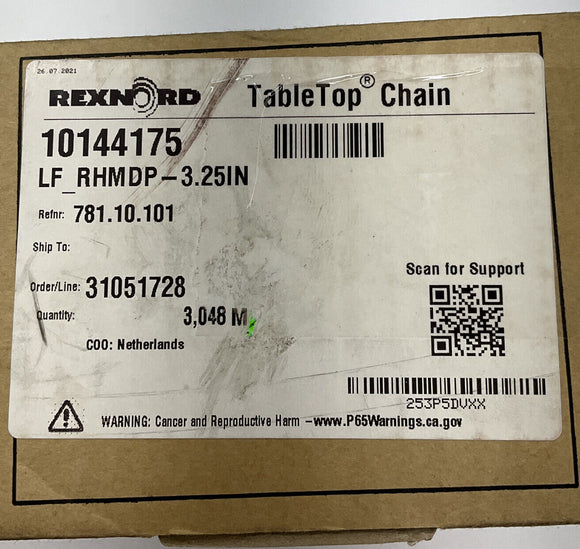 26.07.2021
REXNORD TableTop® Chain
10144175
LF_RHMDP-3.25IN
Refnr: 781.10.101
Ship To:
Order/Line: 31051728
Scan for Support
Quantity: 3,048 M
COO: Netherlands
253P5DVXX
WARNING: Cancer and Reproductive Harm -www.P65Warnings.ca.gov